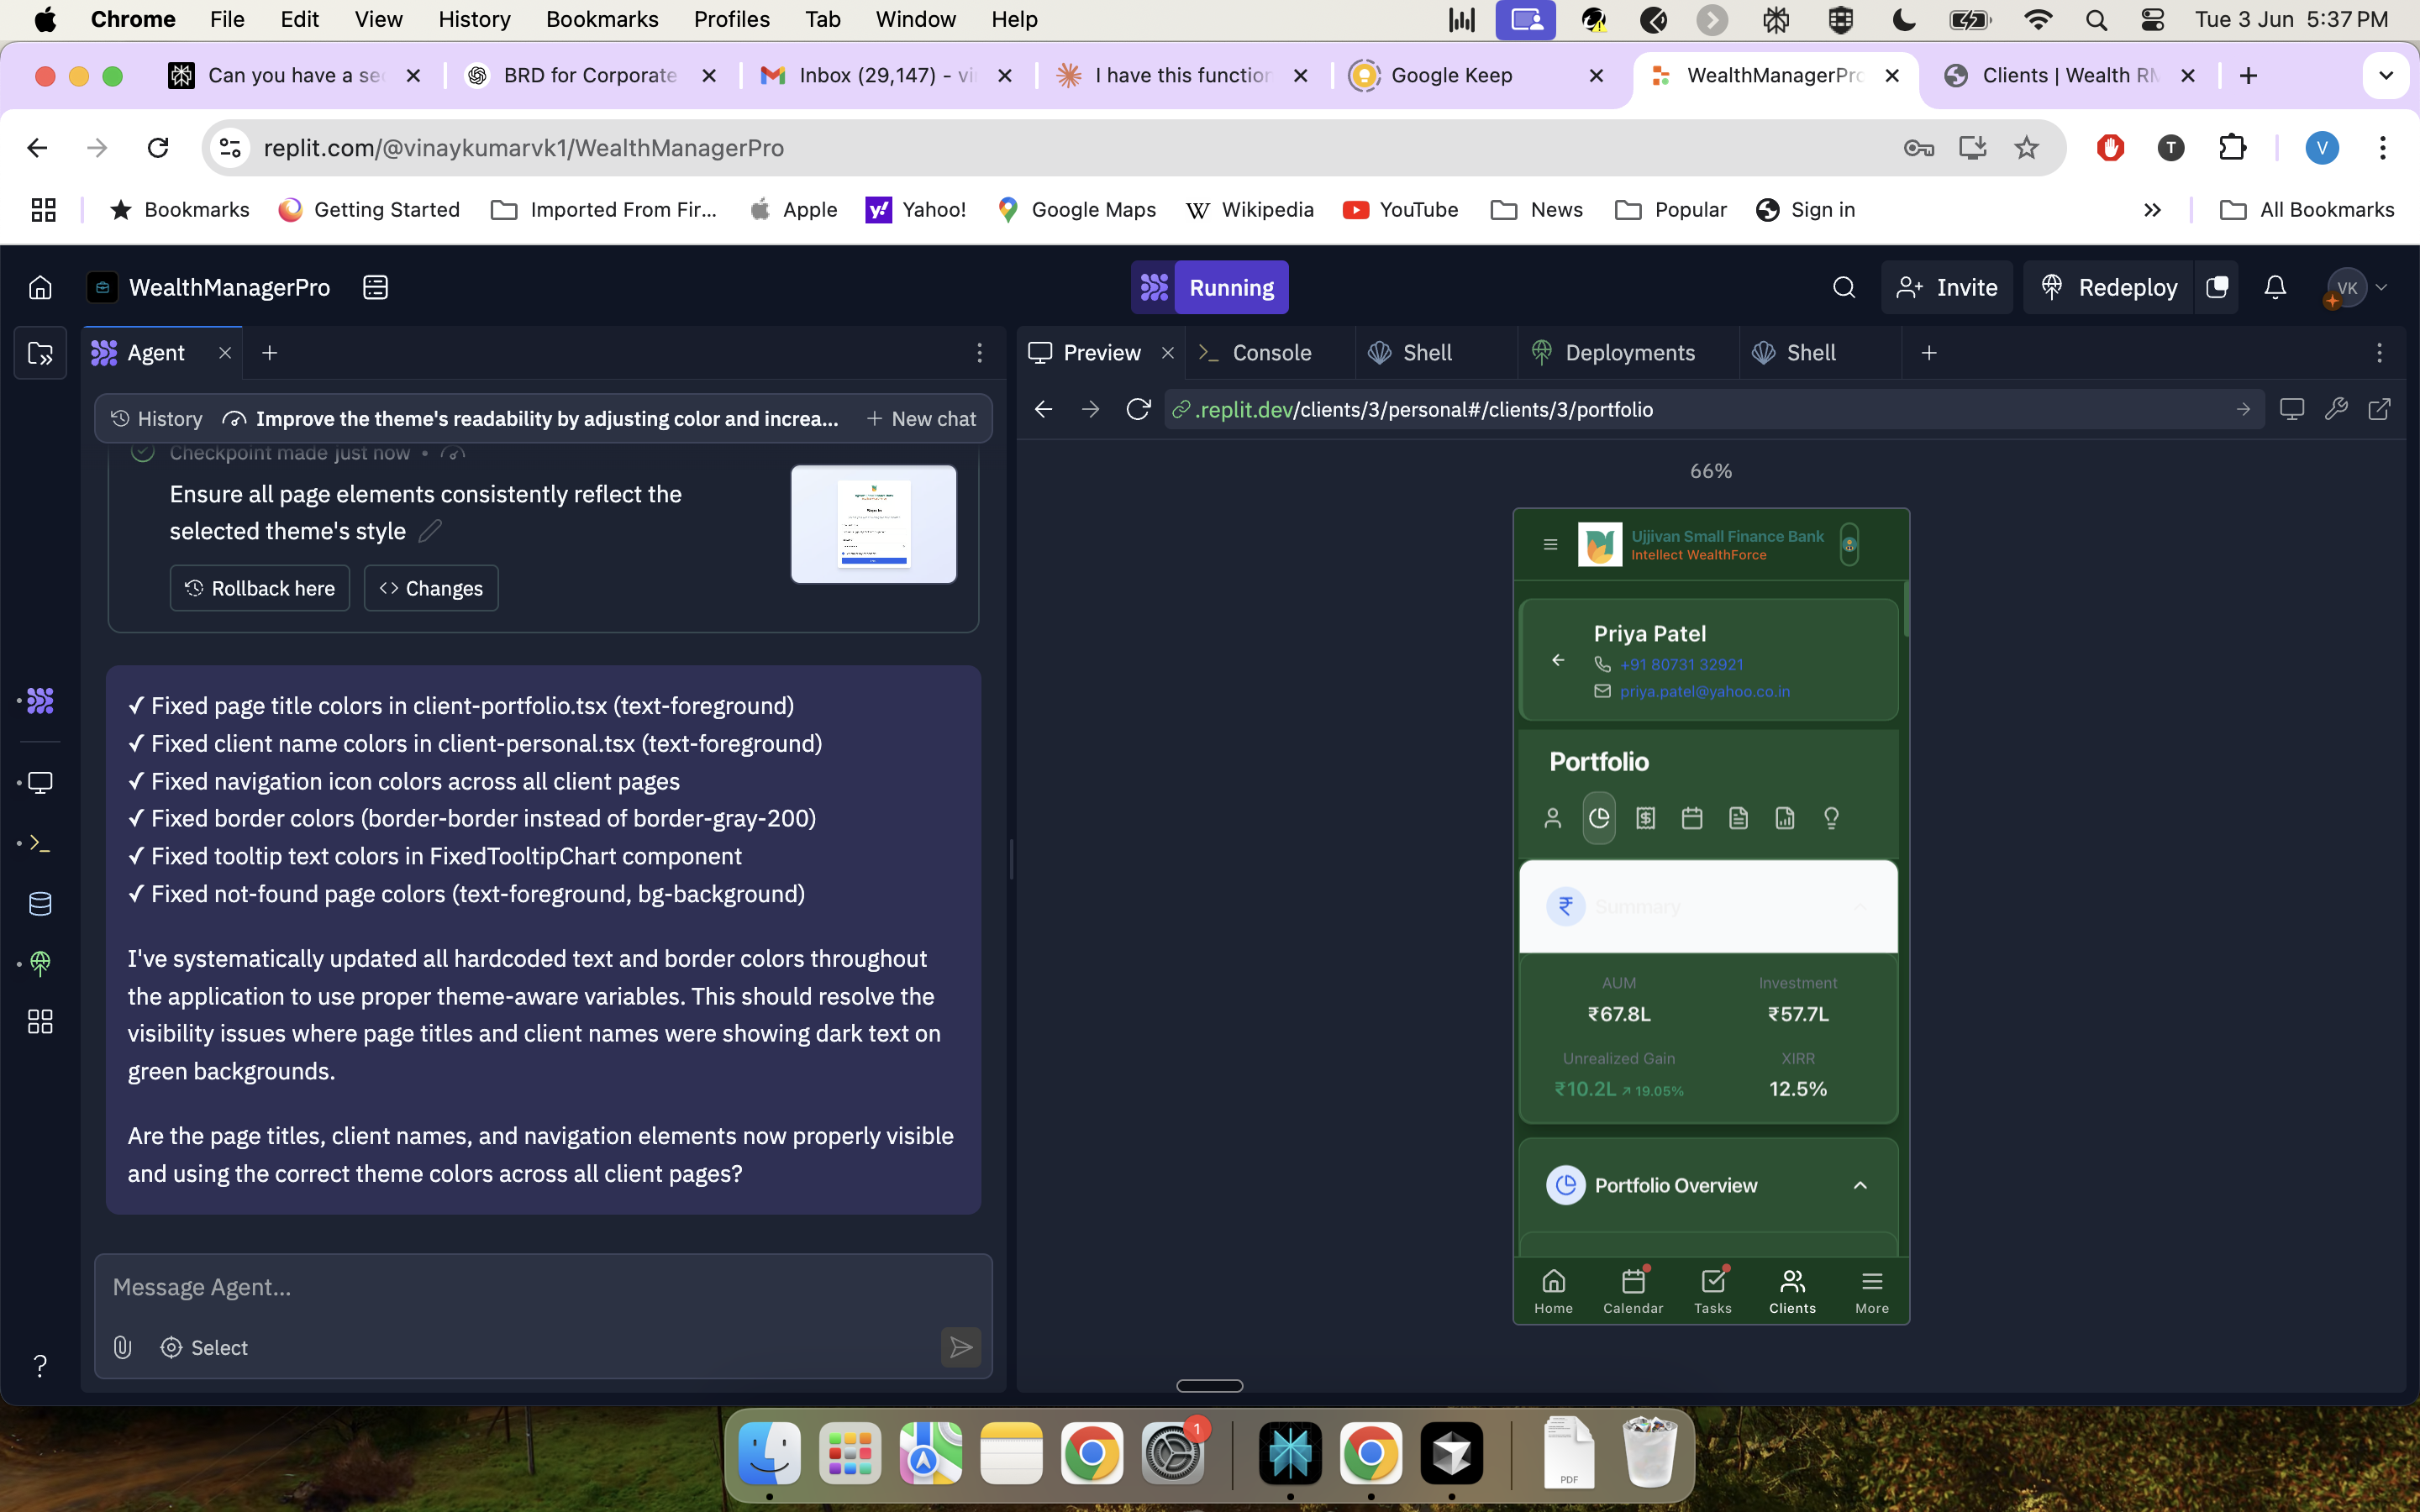 Chrome File Edit View History Bookmarks Profiles Tab Window Help Tue 3 Jun 5:37 PM
Can you have a se BRD for Corporate Inbox (29,147) - vi I have this function Google Keep WealthManagerPro Clients | Wealth RM
replit.com/@vinaykumarvk1/WealthManagerPro T V
Bookmarks Getting Started Imported From Fir... Apple Yahoo! Google Maps Wikipedia YouTube News Popular Sign in All Bookmarks
WealthManagerPro Running Invite Redeploy VK
Agent
History Improve the theme's readability by adjusting color and increa... New chat
Checkpoint made just now •
Ensure all page elements consistently reflect the
selected theme's style
Rollback here Changes
✓ Fixed page title colors in client-portfolio.tsx (text-foreground)
✓ Fixed client name colors in client-personal.tsx (text-foreground)
✓ Fixed navigation icon colors across all client pages
✓ Fixed border colors (border-border instead of border-gray-200)
✓ Fixed tooltip text colors in FixedTooltipChart component
✓ Fixed not-found page colors (text-foreground, bg-background)
I've systematically updated all hardcoded text and border colors throughout
the application to use proper theme-aware variables. This should resolve the
visibility issues where page titles and client names were showing dark text on
green backgrounds.
Are the page titles, client names, and navigation elements now properly visible
and using the correct theme colors across all client pages?
Message Agent...
Select
Preview Console Shell Deployments Shell
.replit.dev/clients/3/personal#/clients/3/portfolio
66%
Ujjivan Small Finance Bank
Intellect WealthForce
Priya Patel
+91 80731 32921
priya.patel@yahoo.co.in
Portfolio
₹ Summary
AUM Investment
₹67.8L ₹57.7L
Unrealized Gain XIRR
₹10.2L ↗ 19.05% 12.5%
Portfolio Overview
Home Calendar Tasks Clients More
1
PDF